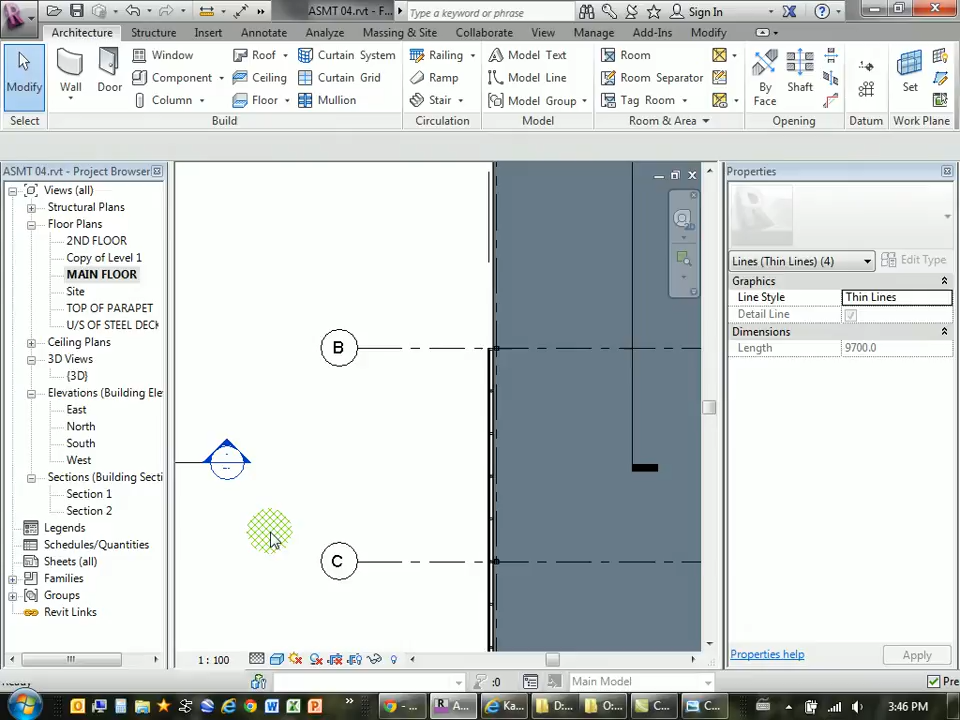 ASMT 04.rvt - F...
Type a keyword or phrase
Sign In
Architecture
Structure
Insert
Annotate
Analyze
Massing & Site
Collaborate
View
Manage
Add-Ins
Modify
Modify
Wall
Door
Window
Component
Column
Roof
Ceiling
Floor
Curtain System
Curtain Grid
Mullion
Railing
Ramp
Stair
Model Text
Model Line
Model Group
Room
Room Separator
Tag Room
By
Face
Shaft
Set
Select
Build
Circulation
Model
Room & Area
Opening
Datum
Work Plane
ASMT 04.rvt - Project Browser
Views (all)
Structural Plans
Floor Plans
2ND FLOOR
Copy of Level 1
MAIN FLOOR
Site
TOP OF PARAPET
U/S OF STEEL DECK
Ceiling Plans
3D Views
{3D}
Elevations (Building Ele
East
North
South
West
Sections (Building Secti
Section 1
Section 2
Legends
Schedules/Quantities
Sheets (all)
Families
Groups
Revit Links
B
C
Properties
Lines (Thin Lines) (4)
Edit Type
Graphics
Line Style
Thin Lines
Detail Line
Dimensions
Length
9700.0
Properties help
Apply
1 : 100
:0
Main Model
Pre
- ...
A...
Ka...
D:...
O:...
C...
C...
3:46 PM